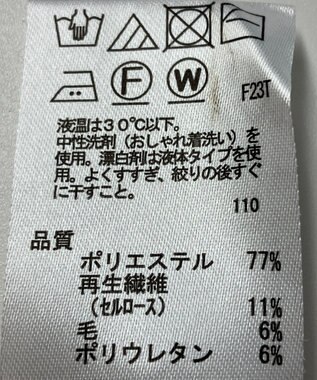 F
W
F23T
液温は30℃以下。
中性洗剤(おしゃれ着洗い)を
使用。漂白剤は液体タイプを使
用。よくすすぎ、絞りの後すぐ
に干すこと。
110
品質
ポリエステル 77%
再生繊維
(セルロース) 11%
毛 6%
ポリウレタン 6%